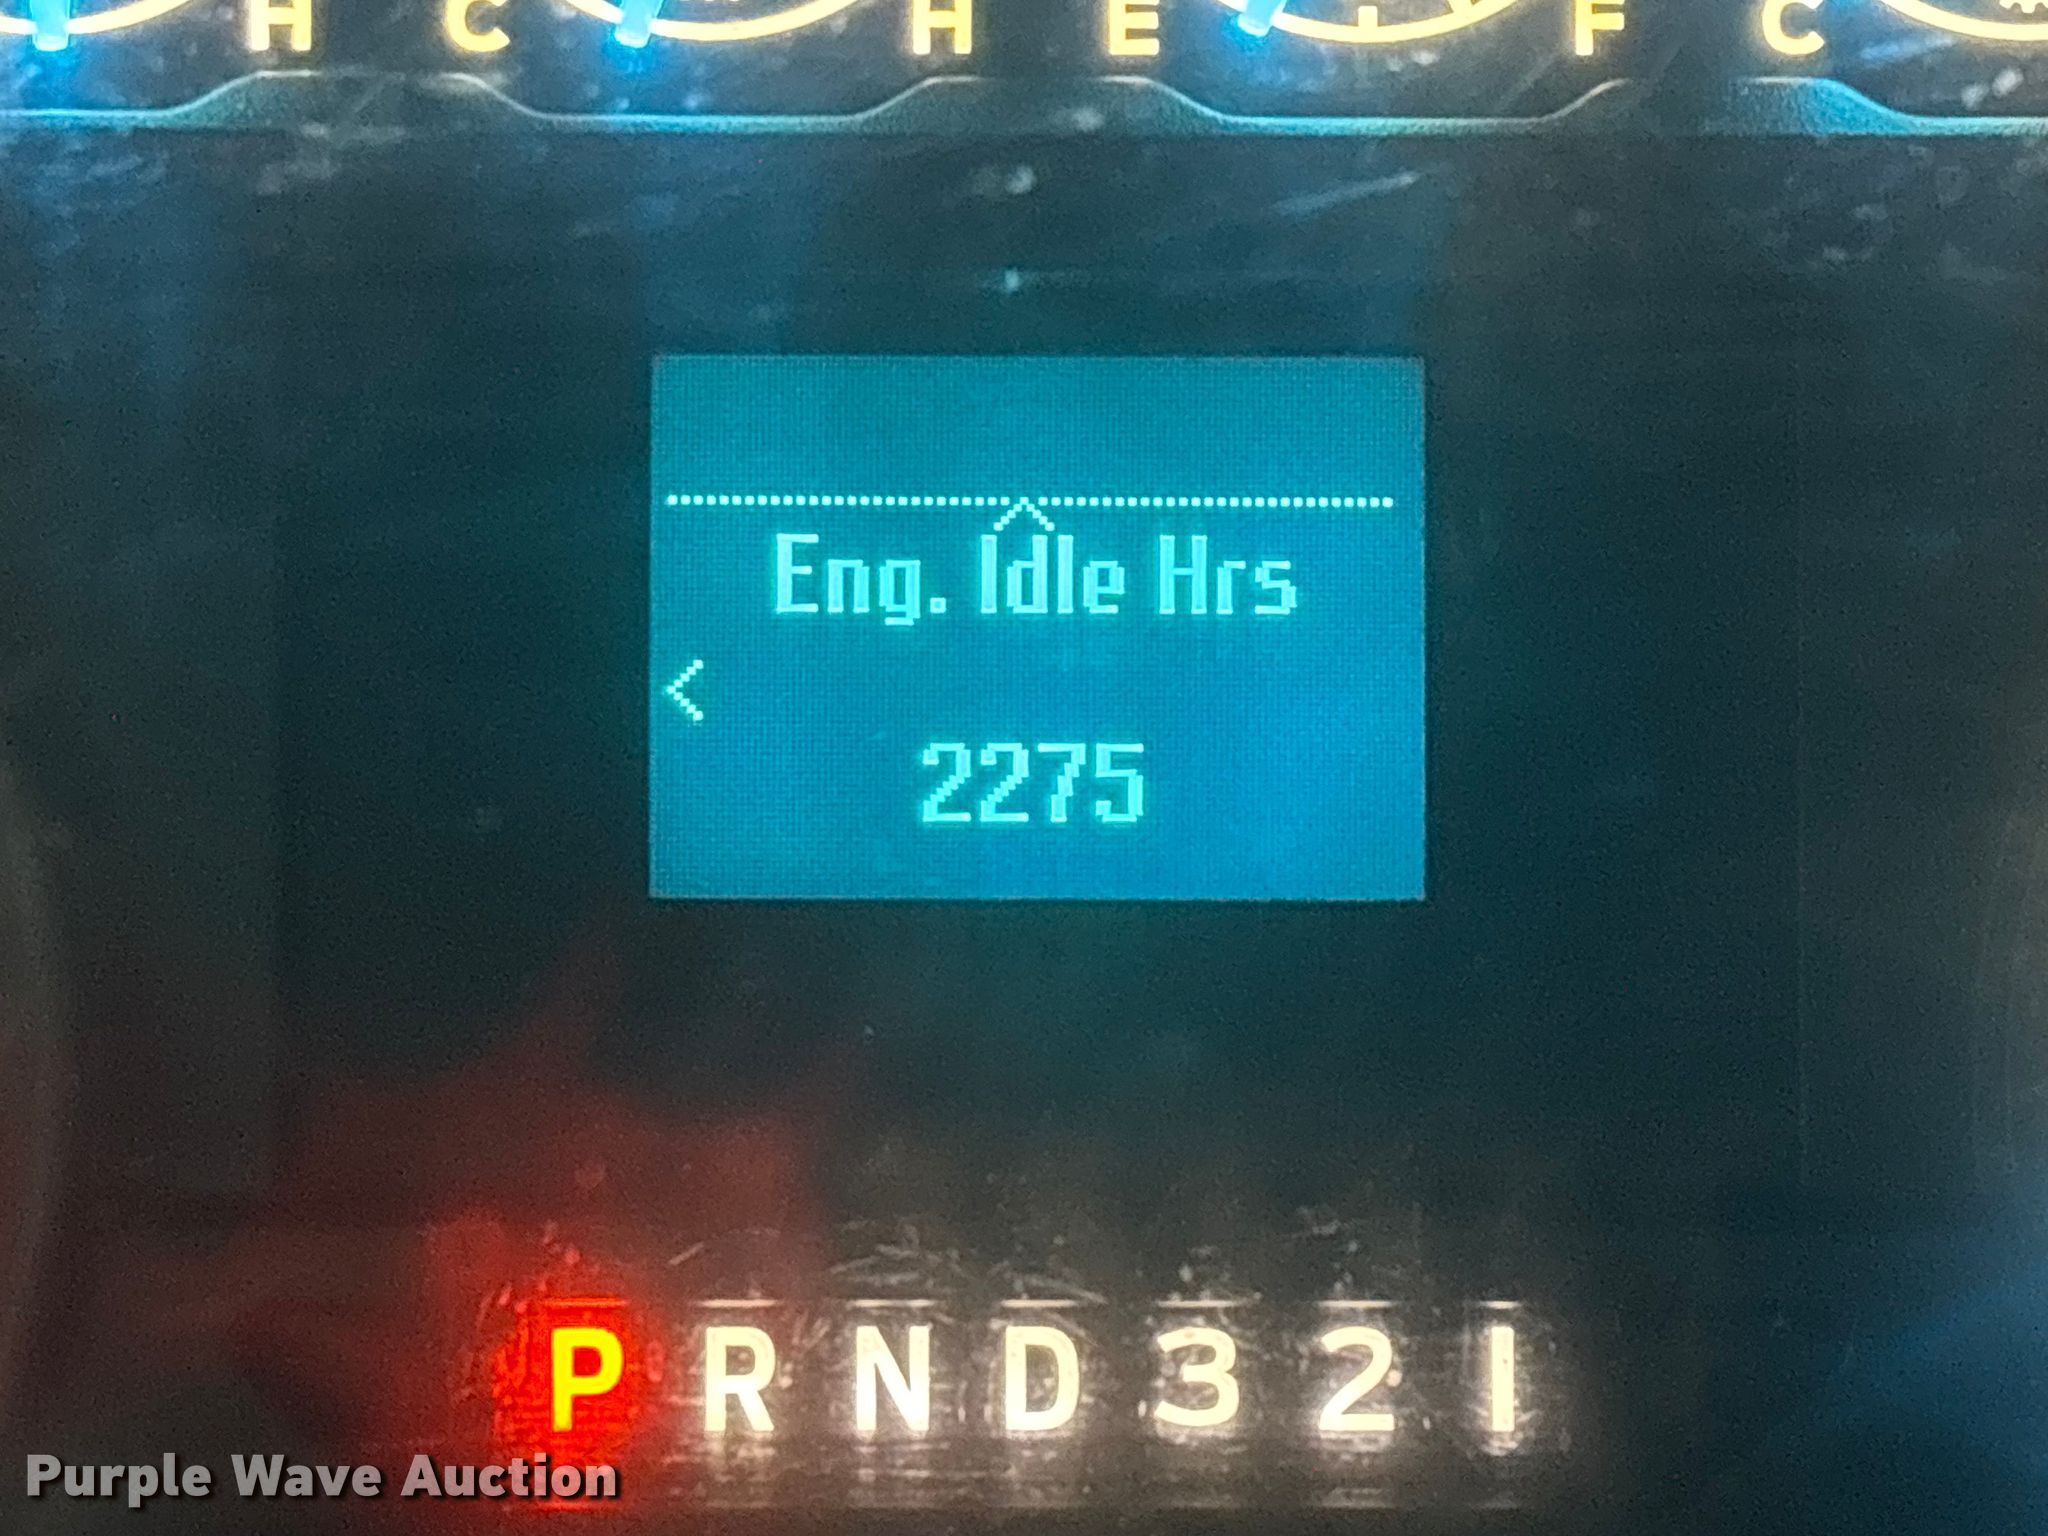 H C H E F C
Eng. Idle Hrs
<
2275
P R N D 3 2 1
Purple Wave Auction